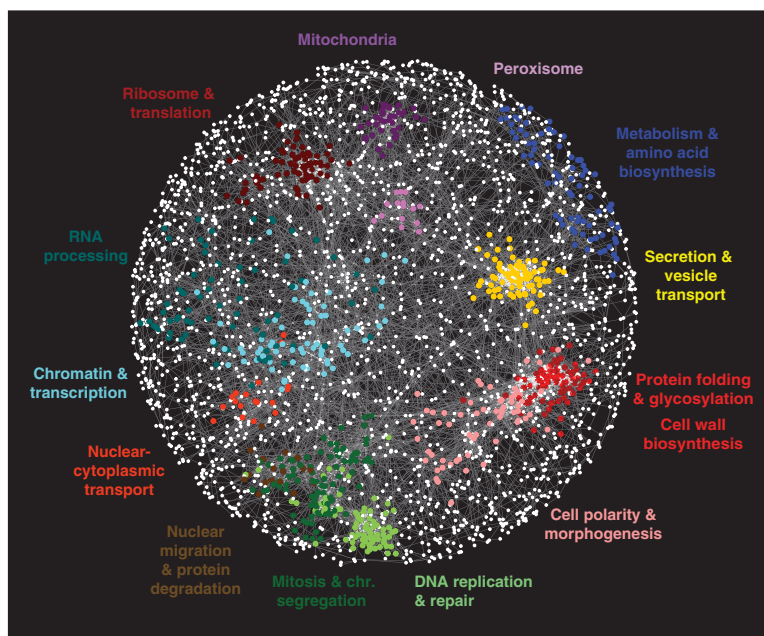 Mitochondria
Peroxisome
Ribosome &
translation
Metabolism &
amino acid
biosynthesis
RNA
processing
Secretion &
vesicle
transport
Chromatin &
transcription
Protein folding
& glycosylation
Cell wall
biosynthesis
Nuclear-
cytoplasmic
transport
Cell polarity &
morphogenesis
Nuclear
migration
& protein
degradation
Mitosis & chr.
segregation
DNA replication
& repair